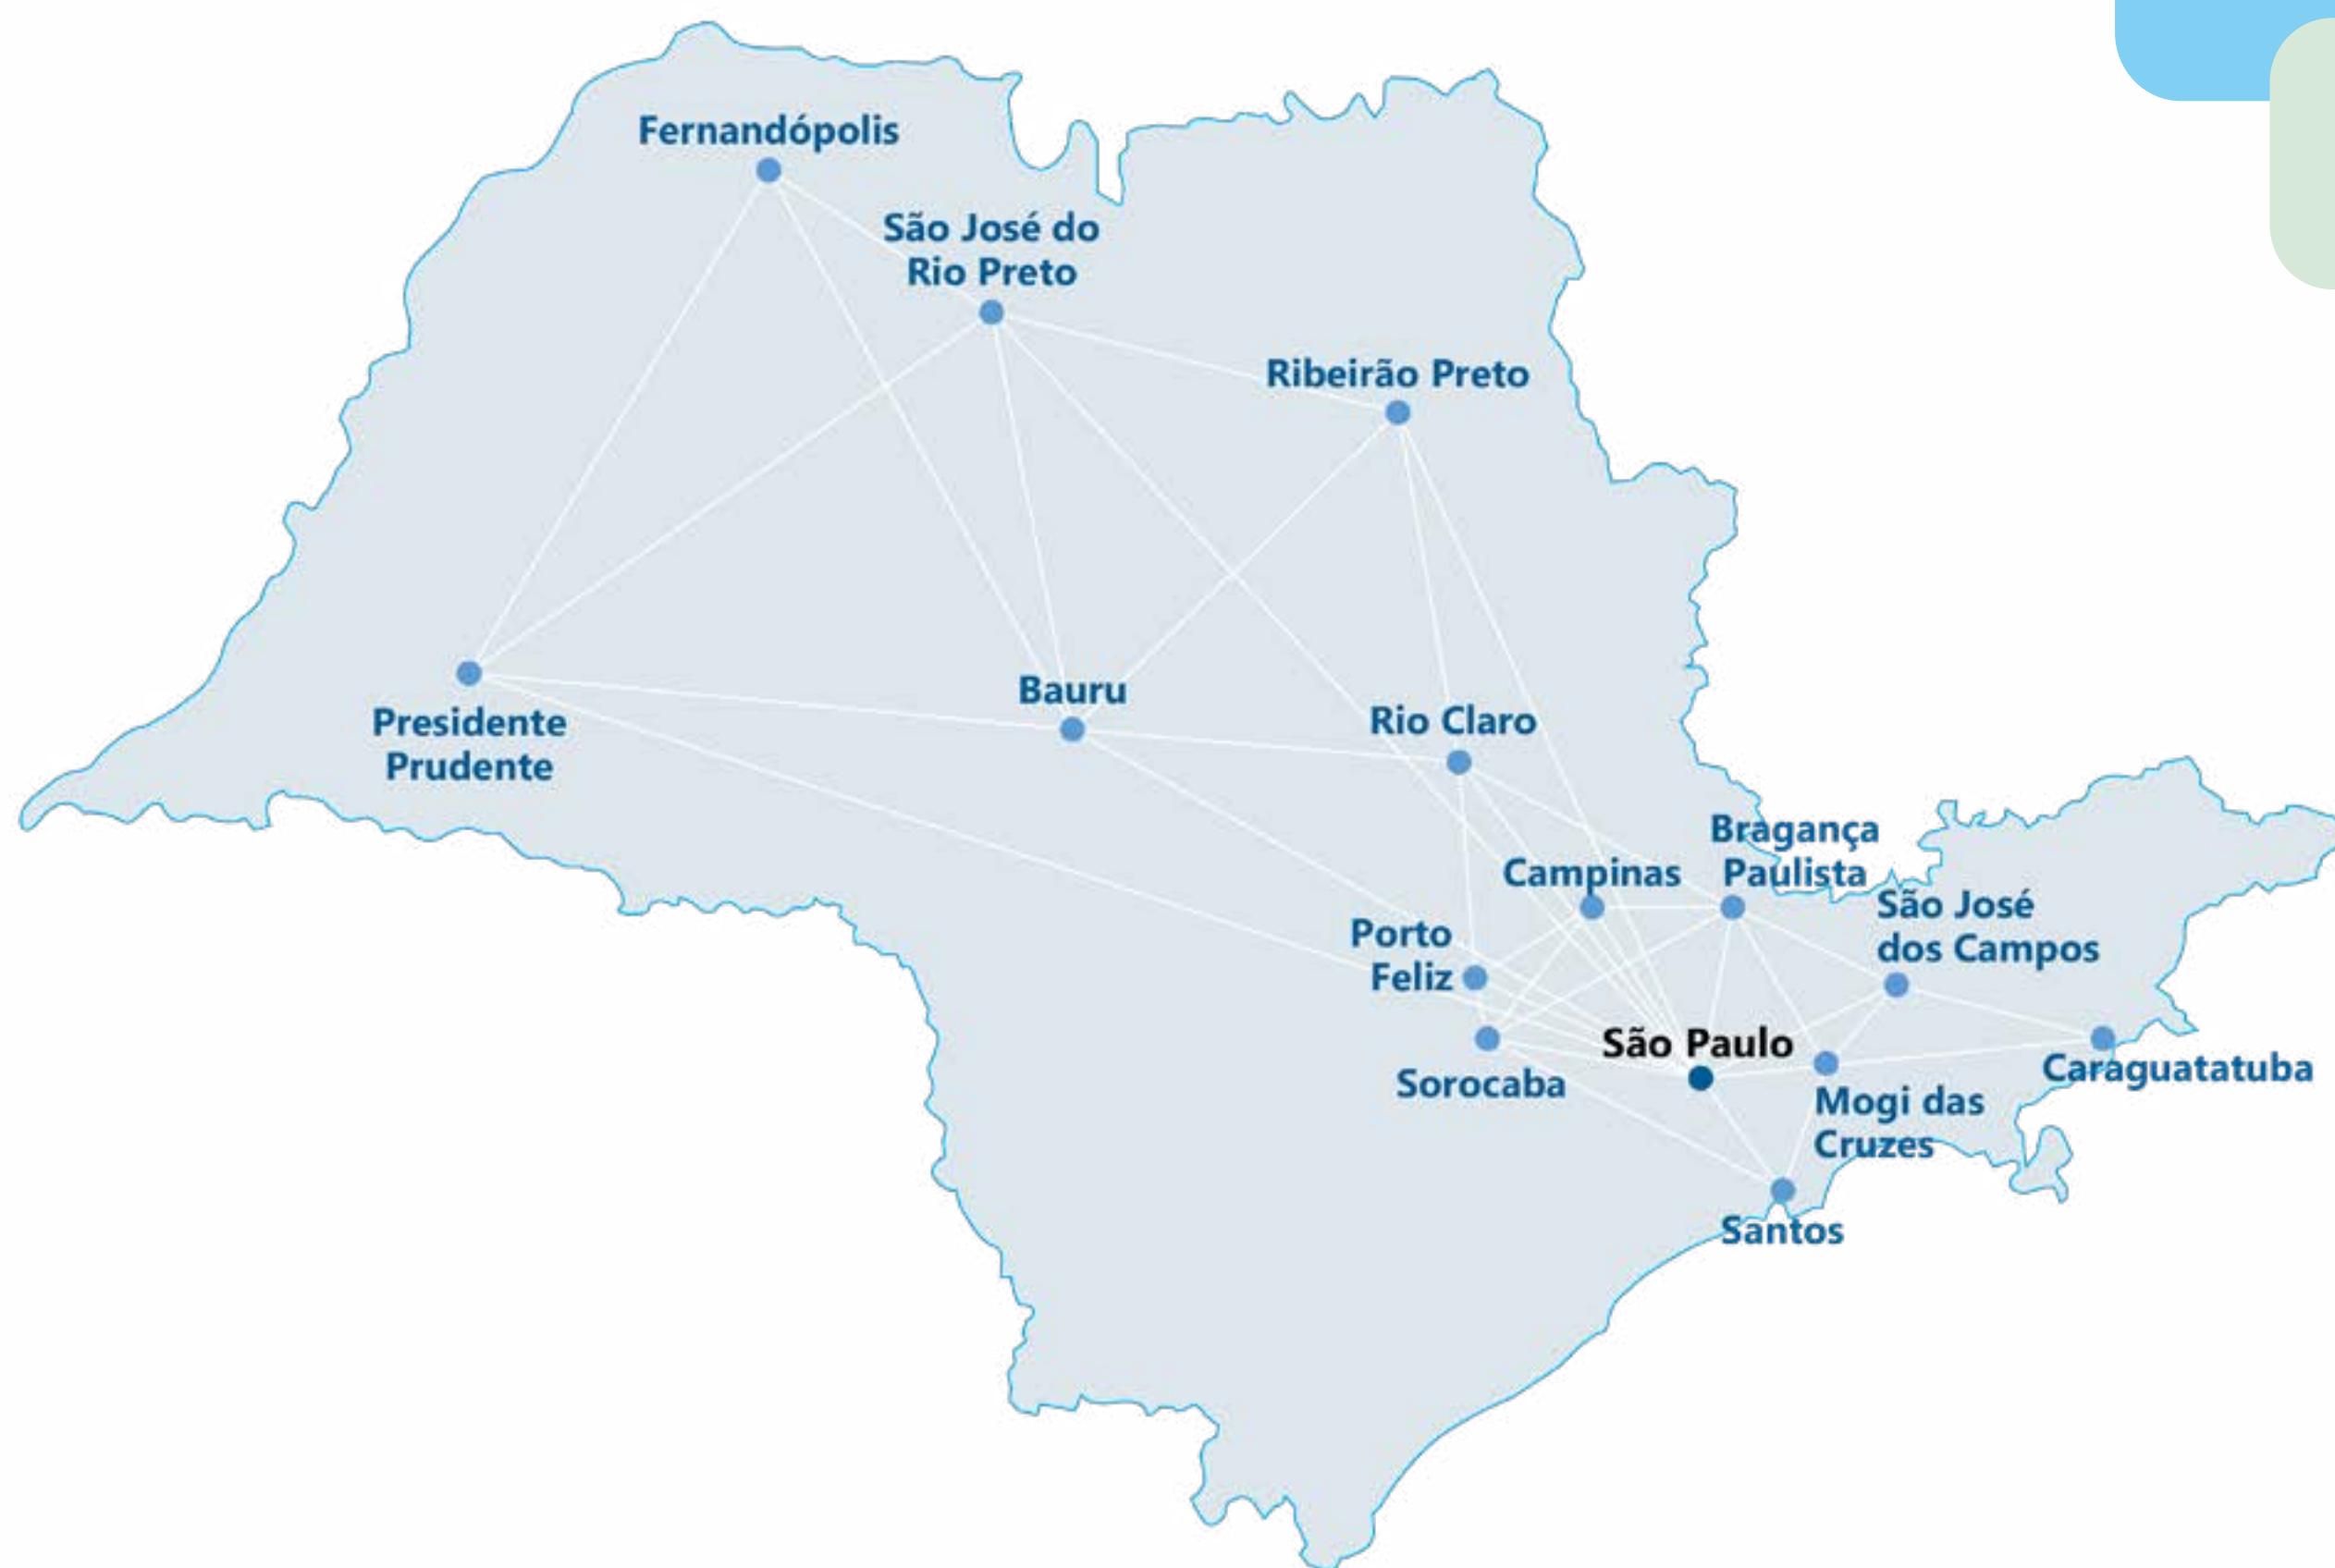 Fernandópolis
São José do
Rio Preto
Ribeirão Preto
Presidente
Prudente
Bauru
Rio Claro
Bragança
Paulista
Campinas
São José
dos Campos
Porto
Feliz
São Paulo
Sorocaba
Caraguatatuba
Mogi das
Cruzes
Santos